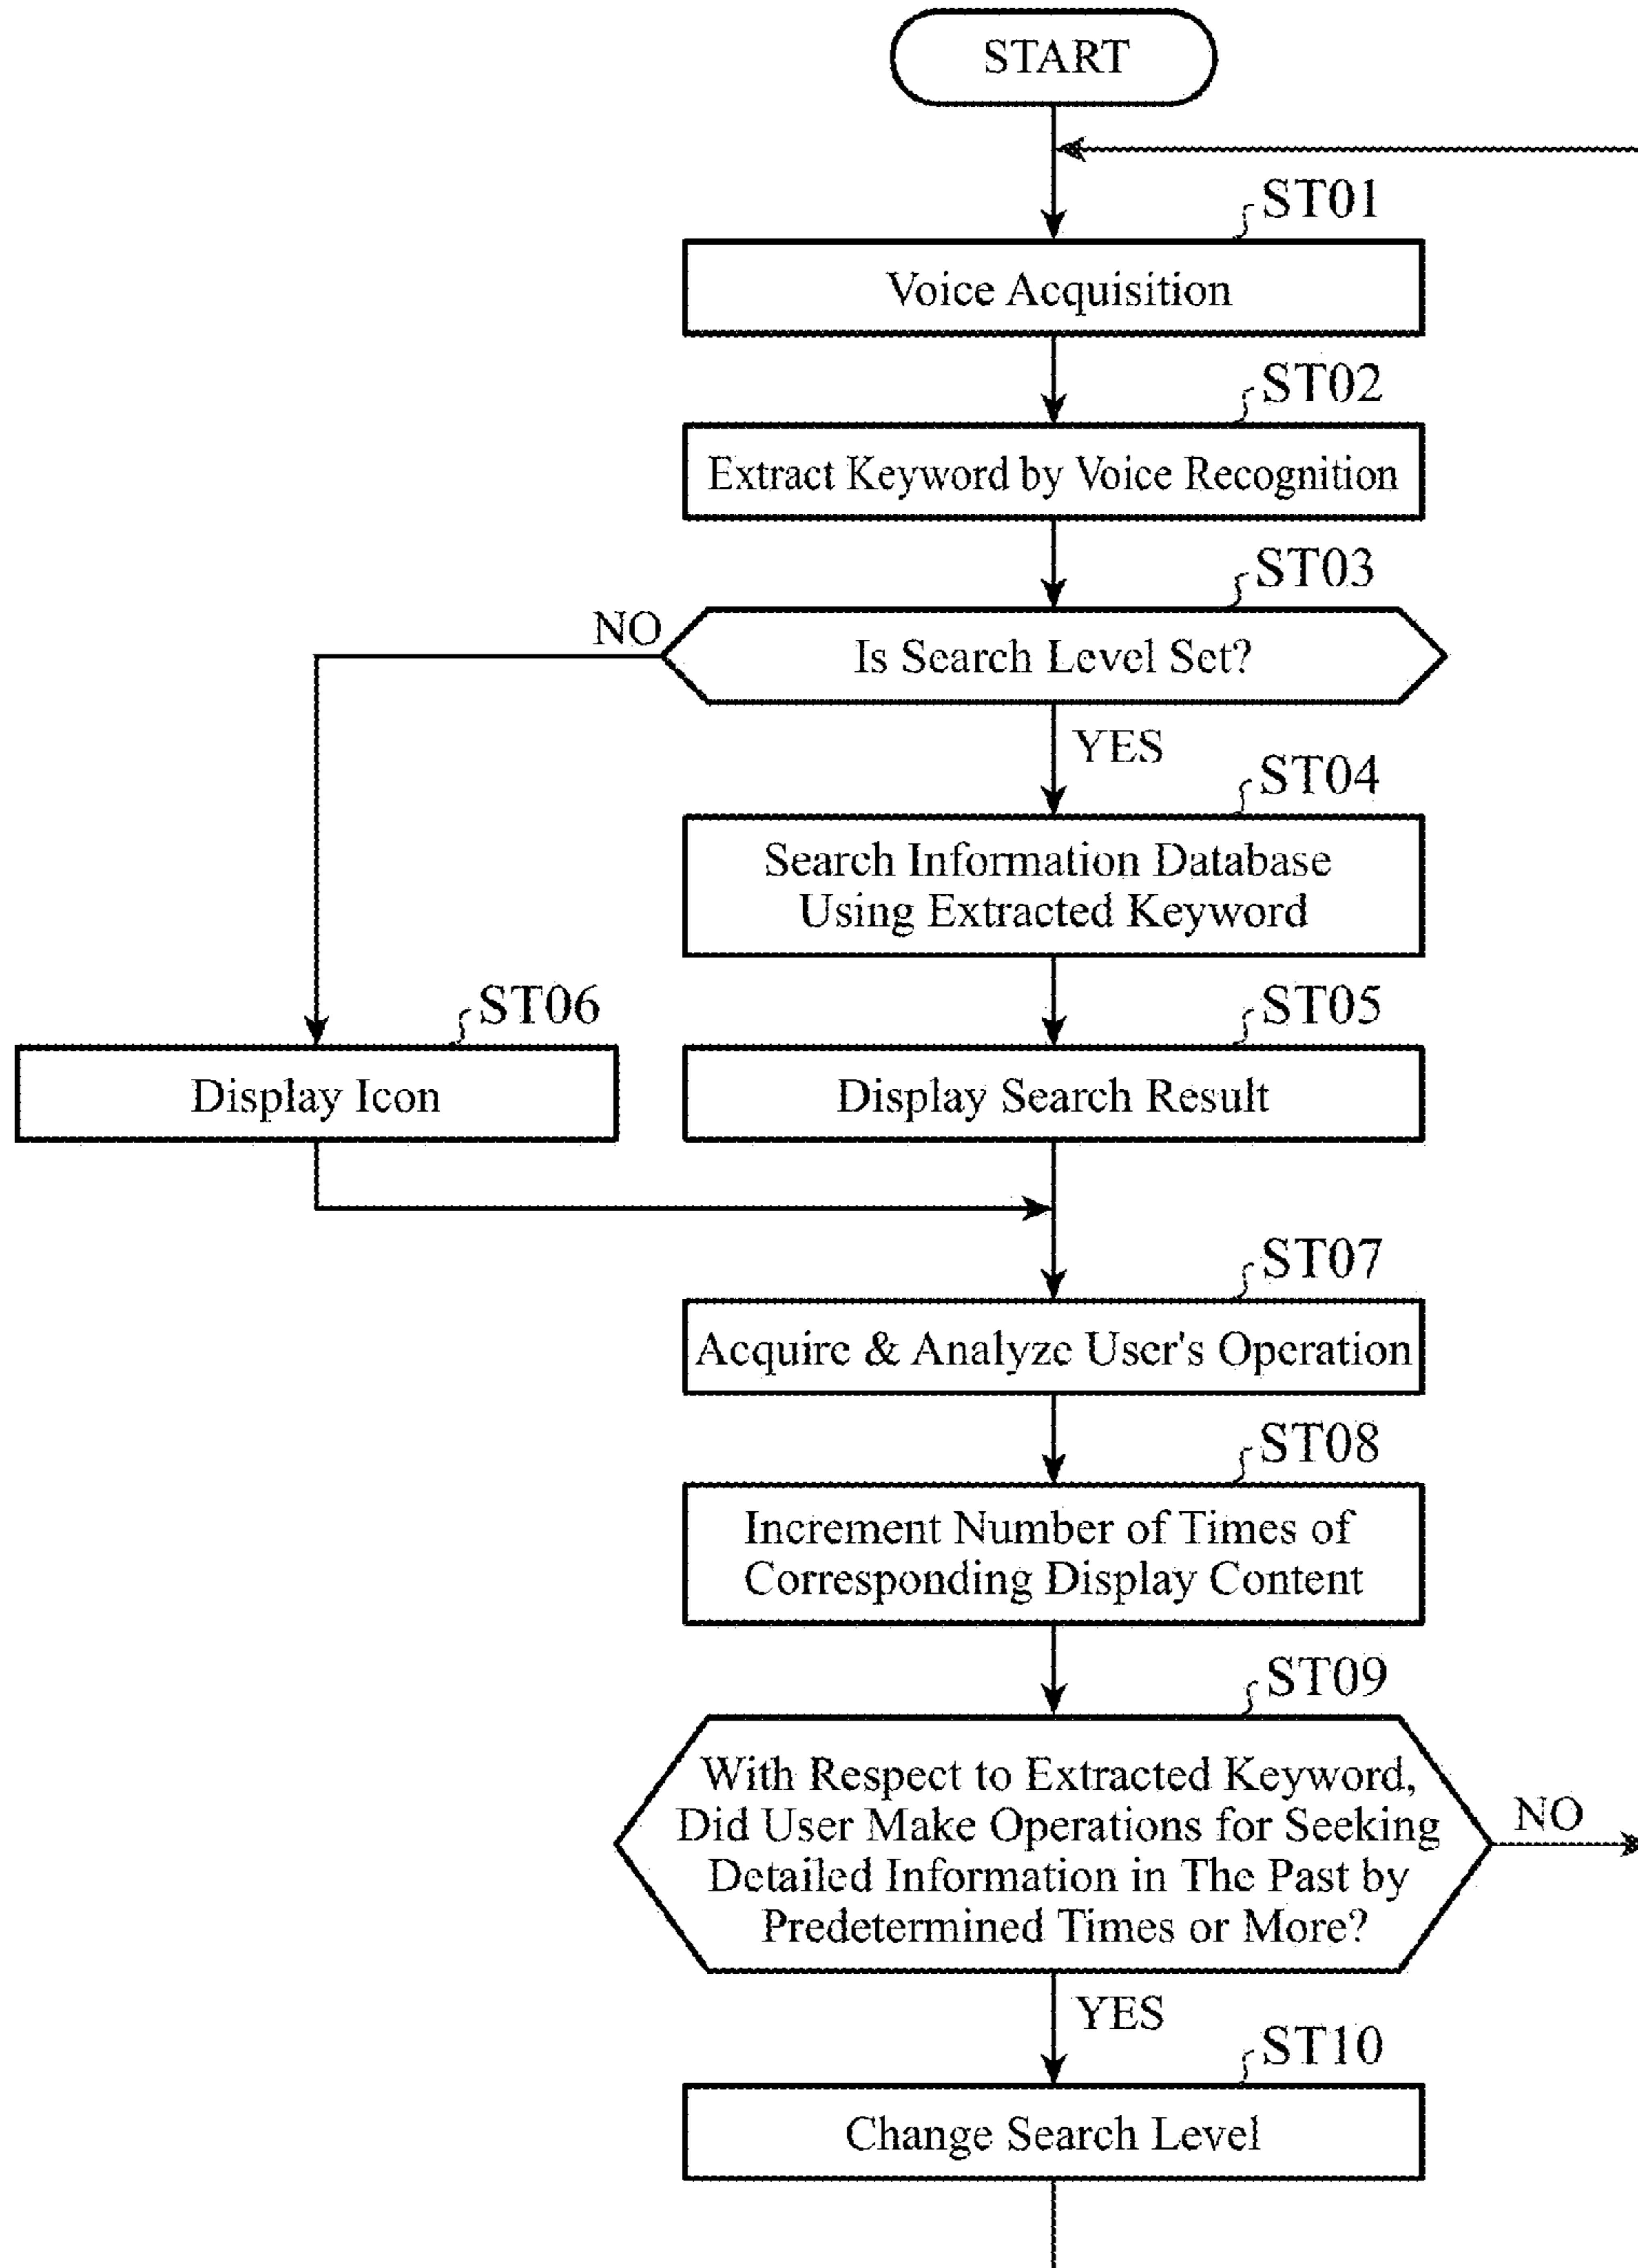 START
ST01
Voice Acquisition
ST02
Extract Keyword by Voice Recognition
ST03
NO
Is Search Level Set?
YES
ST04
Search Information Database
Using Extracted Keyword
ST06
ST05
Display Icon
Display Search Result
ST07
Acquire & Analyze User's Operation
ST08
Increment Number of Times of
Corresponding Display Content
ST09
With Respect to Extracted Keyword,
Did User Make Operations for Seeking
Detailed Information in The Past by
Predetermined Times or More?
NO
YES
ST10
Change Search Level